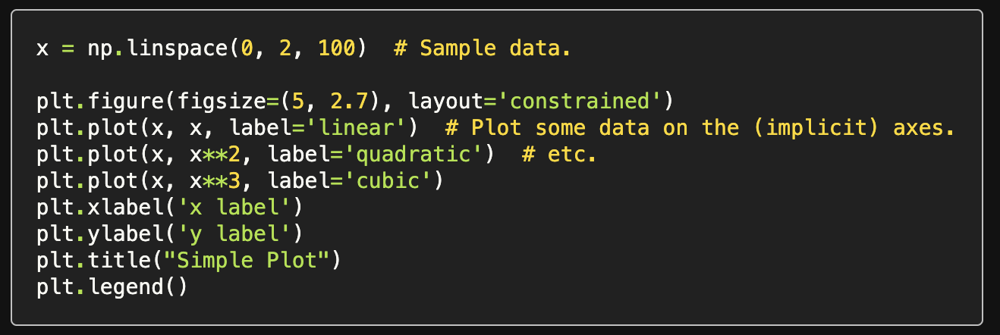 x = np.linspace(0, 2, 100)  # Sample data.

plt.figure(figsize=(5, 2.7), layout='constrained')
plt.plot(x, x, label='linear')  # Plot some data on the (implicit) axes.
plt.plot(x, x**2, label='quadratic')  # etc.
plt.plot(x, x**3, label='cubic')
plt.xlabel('x label')
plt.ylabel('y label')
plt.title("Simple Plot")
plt.legend()